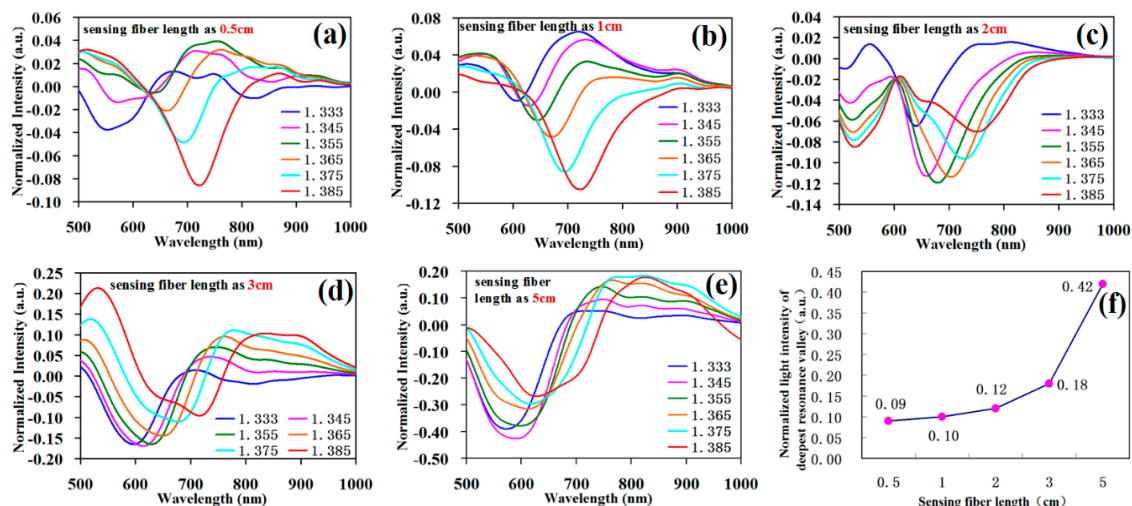 sensing fiber length as 0.5cm
(a)
Normalized Intensity (a.u.)
0.06
0.04
0.02
0.00
-0.02
-0.04
-0.06
-0.08
-0.10
1.333
1.345
1.355
1.365
1.375
1.385
500 600 700 800 900 1000
Wavelength (nm)
sensing fiber length as 1cm
(b)
Normalized Intensity (a.u.)
0.08
0.04
0.00
-0.04
-0.08
-0.12
1.333
1.345
1.355
1.365
1.375
1.385
500 600 700 800 900 1000
Wavelength (nm)
sensing fiber length as 2cm
(c)
Normalized Intensity (a.u.)
0.04
0.02
0.00
-0.02
-0.04
-0.06
-0.08
-0.10
-0.12
-0.14
1.333
1.345
1.355
1.365
1.375
1.385
500 600 700 800 900 1000
Wavelength (nm)
sensing fiber length as 3cm
(d)
Normalized Intensity (a.u.)
0.25
0.20
0.15
0.10
0.05
0.00
-0.05
-0.10
-0.15
-0.20
1.333 1.345
1.355 1.365
1.375 1.385
500 600 700 800 900 1000
Wavelength (nm)
sensing fiber
length as 5cm
(e)
Normalized Intensity (a.u.)
0.20
0.10
0.00
-0.10
-0.20
-0.30
-0.40
-0.50
1.333
1.345
1.355
1.365
1.375
1.385
500 600 700 800 900 1000
Wavelength (nm)
(f)
Normalized light intensity of
deepest resonance valley (a.u.)
0.45
0.40
0.35
0.30
0.25
0.20
0.15
0.10
0.05
0.00
0.09
0.10
0.12
0.18
0.42
0.5 1 2 3 5
Sensing fiber length (cm)